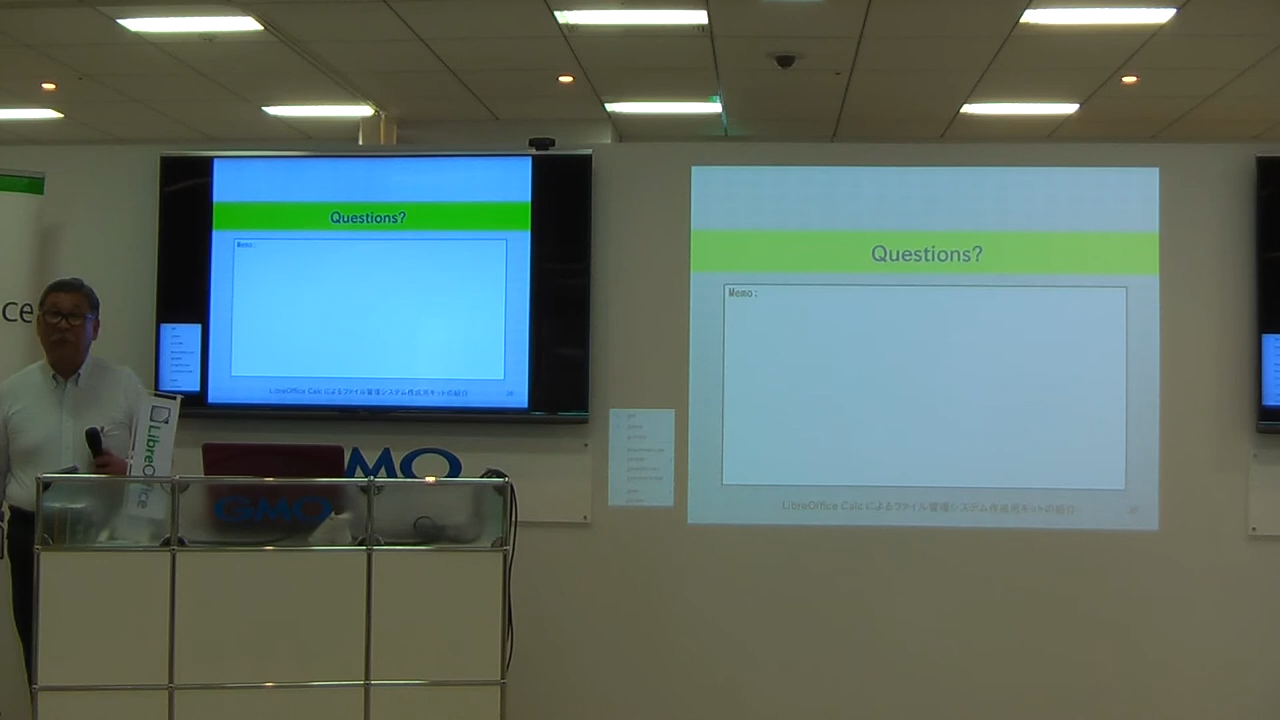 ce
Questions?
Memo:
LibreOffice Calc によるファイル管理システム作成用キットの紹介
Questions?
Memo:
LibreOffice Calc によるファイル管理システム作成用キットの紹介
LibreOffice
GMO
GMO